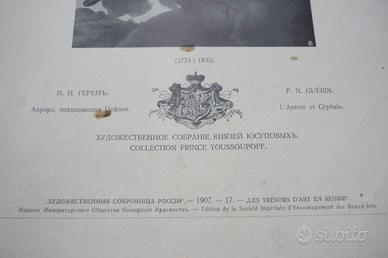 (1774 † 1833).
П. Н. ГЕРЕНЪ.
Аврора, похищающая Цефала.
P. N. GUÉRIN.
L'Aurore et Céphale.
ХУДОЖЕСТВЕННОЕ СОБРАНІЕ КНЯЗЕЙ ЮСУПОВЫХЪ.
COLLECTION PRINCE YOUSSOUPOFF.
„ХУДОЖЕСТВЕННЫЯ СОКРОВИЩА РОССІИ". — 1907. — 17. — „LES TRÉSORS D'ART EN RUSSIE"
Изданіе Императорскаго Общества Поощренія Художествъ. — Edition de la Société Impériale d'Encouragement des Beaux-Arts.
subito